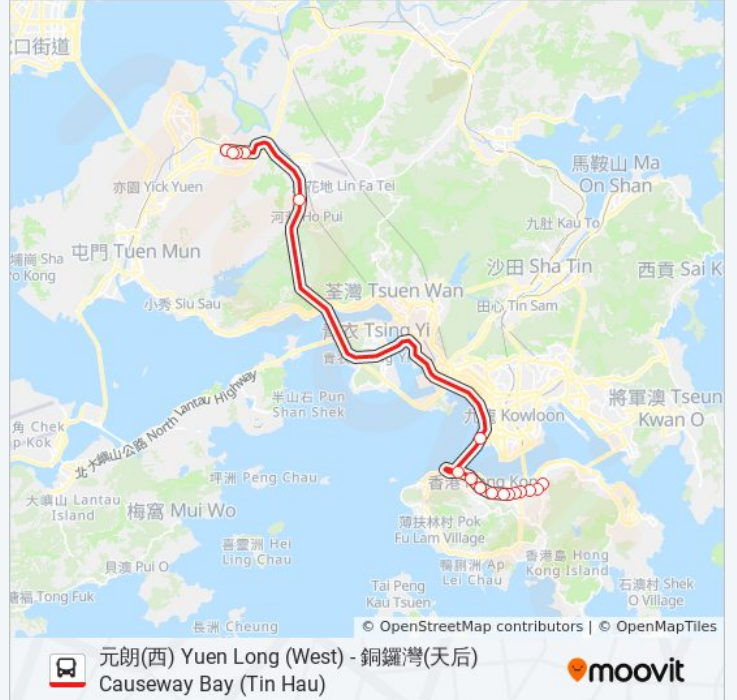 口街道
馬鞍山 Ma
On Shan
亦園 Yick Yuen
花地 Lin Fa Tei
Ho Pui
九肚 Kau To
埔崗 Sha
屯門 Tuen Mun
沙田 Sha Tin
西貢 Sai K
荃灣 Tsuen Wan
小秀 Siu Sau
田心 Tin Sam
衣 Tsing Yi
半山石 Pun
Shan Shek
將軍澳 Tseun
Kwan O
北大嶼山公路 North Lantau Highway
角 Chek
Kowloon
坪洲 Peng Chau
香港
大嶼山 Lantau
Island
梅窩 Mui Wo
薄扶林村 Pok
Fu Lam Village
喜靈洲 Hei
Ling Chau
鴨脷洲 Ap
Lei Chau
香港島 Hong
Kong Island
貝澳 Pui O
石澳村 Shek
O Village
塘福 Tong Fuk
Tai Peng
Kau Tsuen
長洲 Cheung
© OpenStreetMap contributors | © OpenMapTiles
元朗(西) Yuen Long (West) - 銅鑼灣(天后)
Causeway Bay (Tin Hau)
moovit